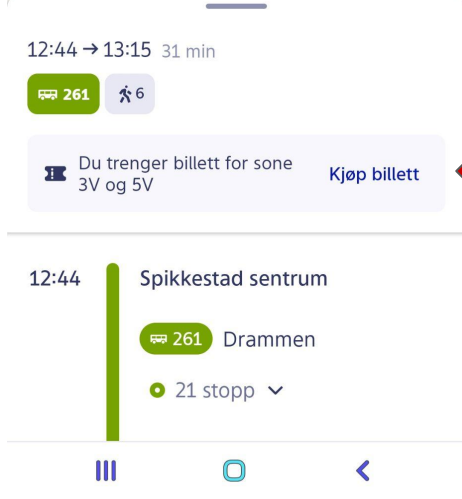 12:44 → 13:15 31 min
261 6
Du trenger billett for sone
3V og 5V
Kjøp billett
12:44 Spikkestad sentrum
261 Drammen
21 stopp